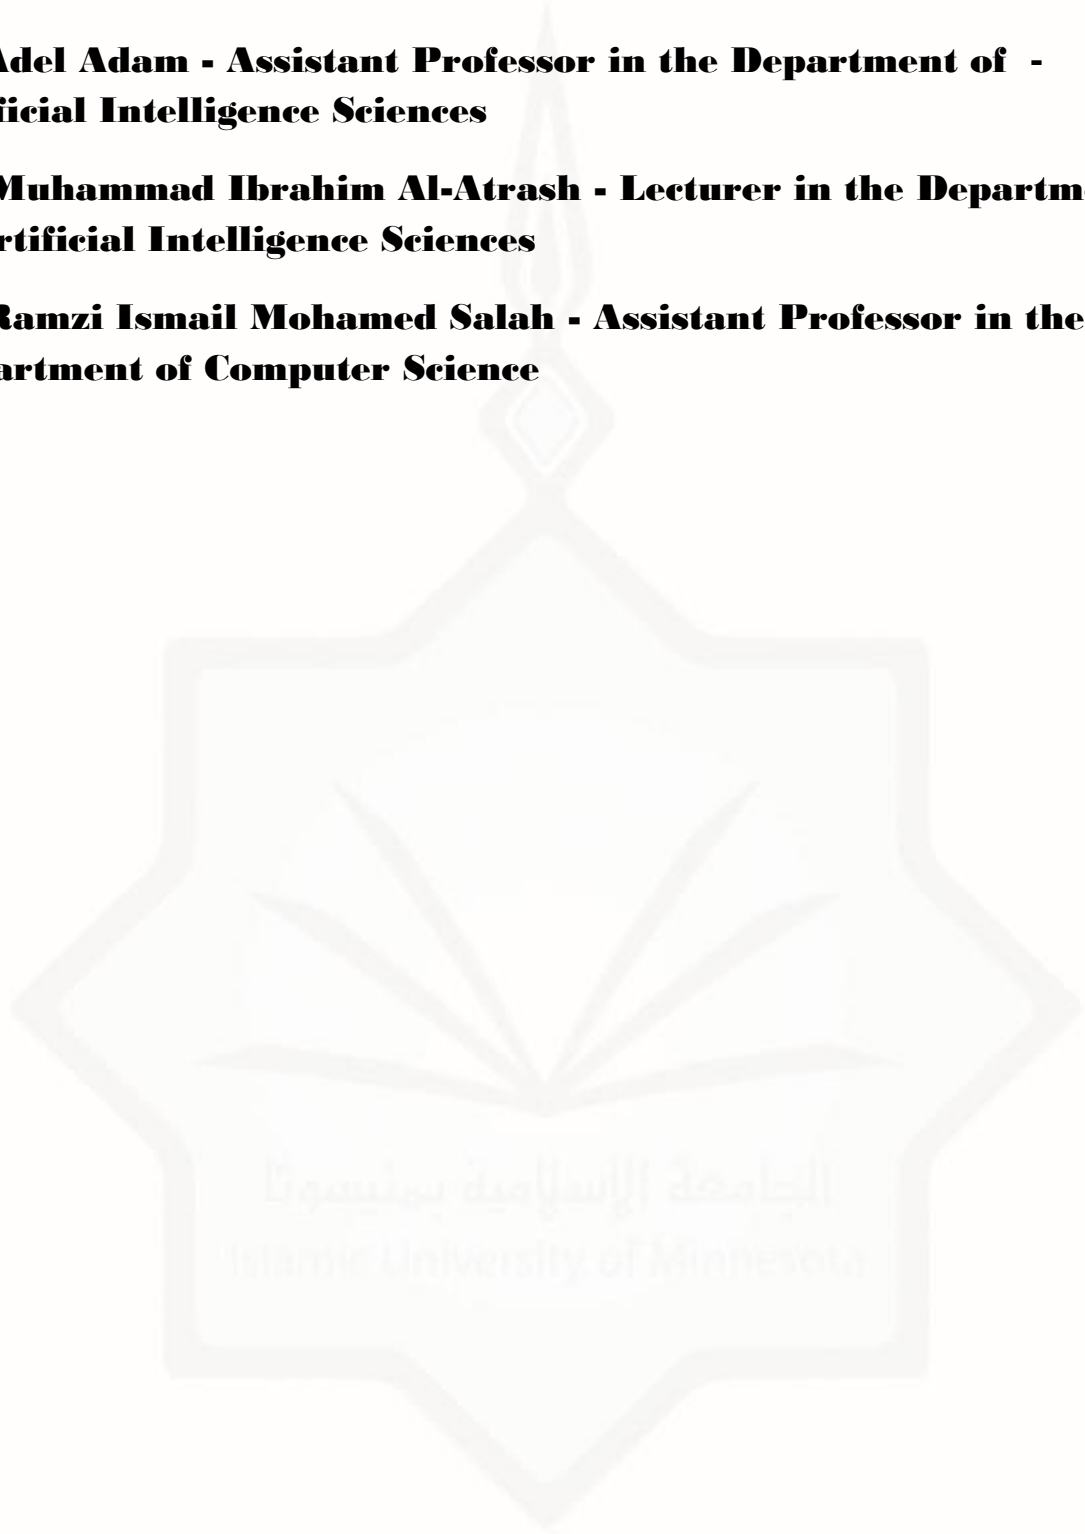 Adel Adam - Assistant Professor in the Department of -
ficial Intelligence Sciences
Muhammad Ibrahim Al-Atrash - Lecturer in the Departm
rtificial Intelligence Sciences
Ramzi Ismail Mohamed Salah - Assistant Professor in the
artment of Computer Science
الجامعة الإسلامية بمنيسوتا
Islamic University of Minnesota